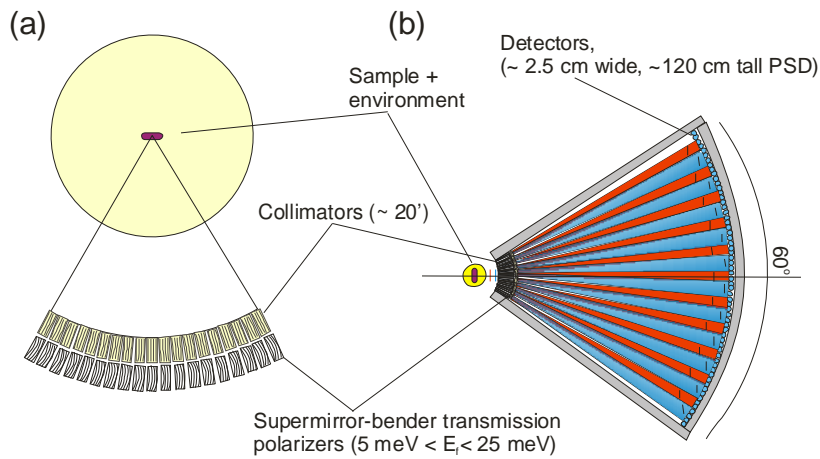 (a)
(b)
Detectors,
(~ 2.5 cm wide, ~120 cm tall PSD)
Sample +
environment
Collimators (~ 20')
60°
Supermirror-bender transmission
polarizers (5 meV < Ef< 25 meV)